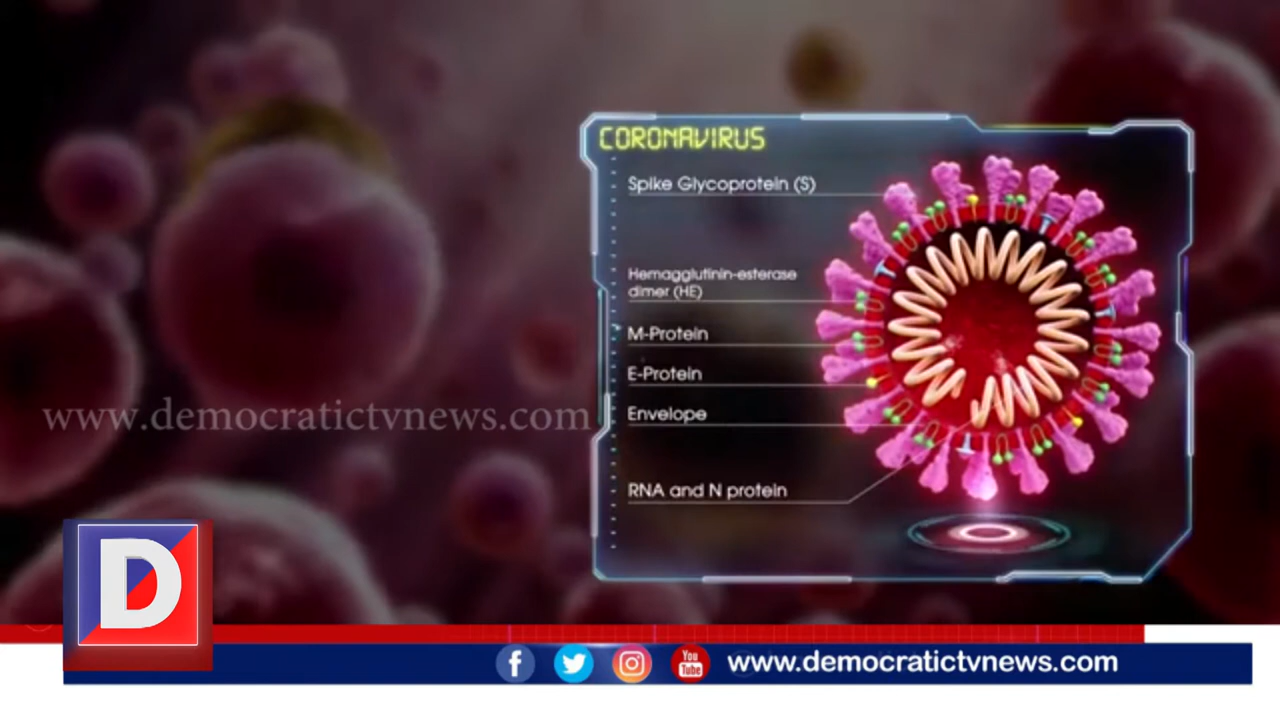 CORONAVIRUS
Spike Glycoprotein (S)
Hemagglutinin-esterase
dimer (HE)
M-Protein
E-Protein
Envelope
RNA and N protein
www.democratictvnews.com
D
f You Tube www.democratictvnews.com